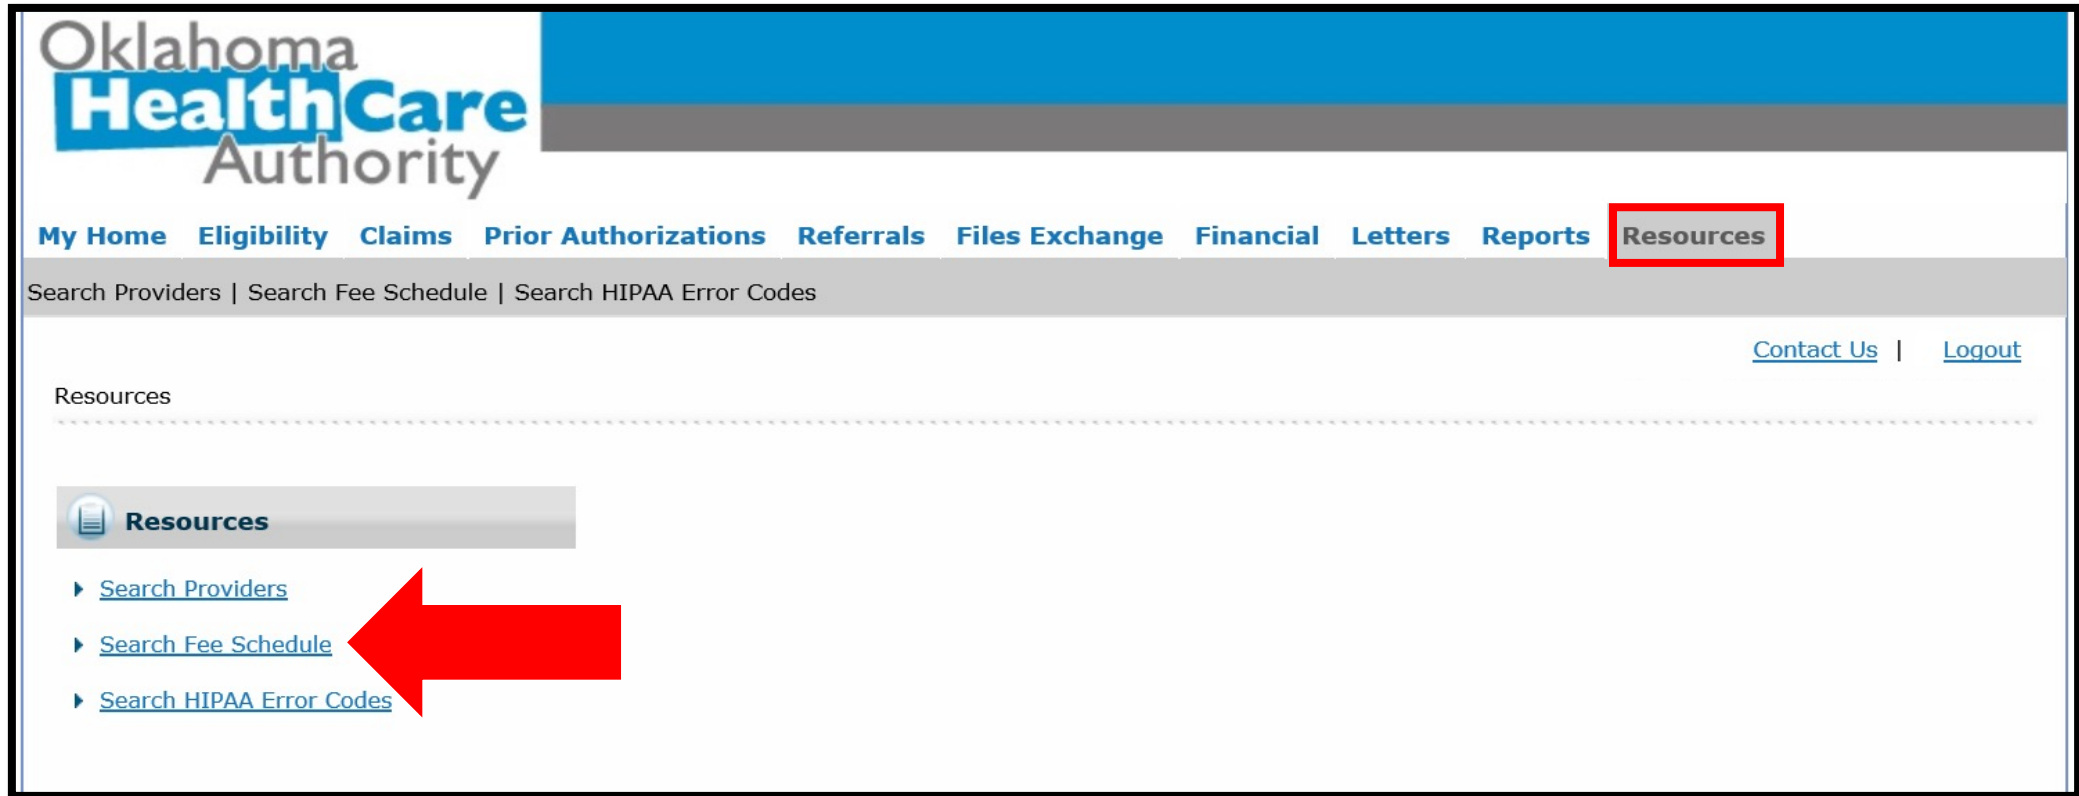 Oklahoma
HealthCare
Authority
My Home Eligibility Claims Prior Authorizations Referrals Files Exchange Financial Letters Reports Resources
Search Providers | Search Fee Schedule | Search HIPAA Error Codes
Contact Us | Logout
Resources
Resources
Search Providers
Search Fee Schedule
Search HIPAA Error Codes